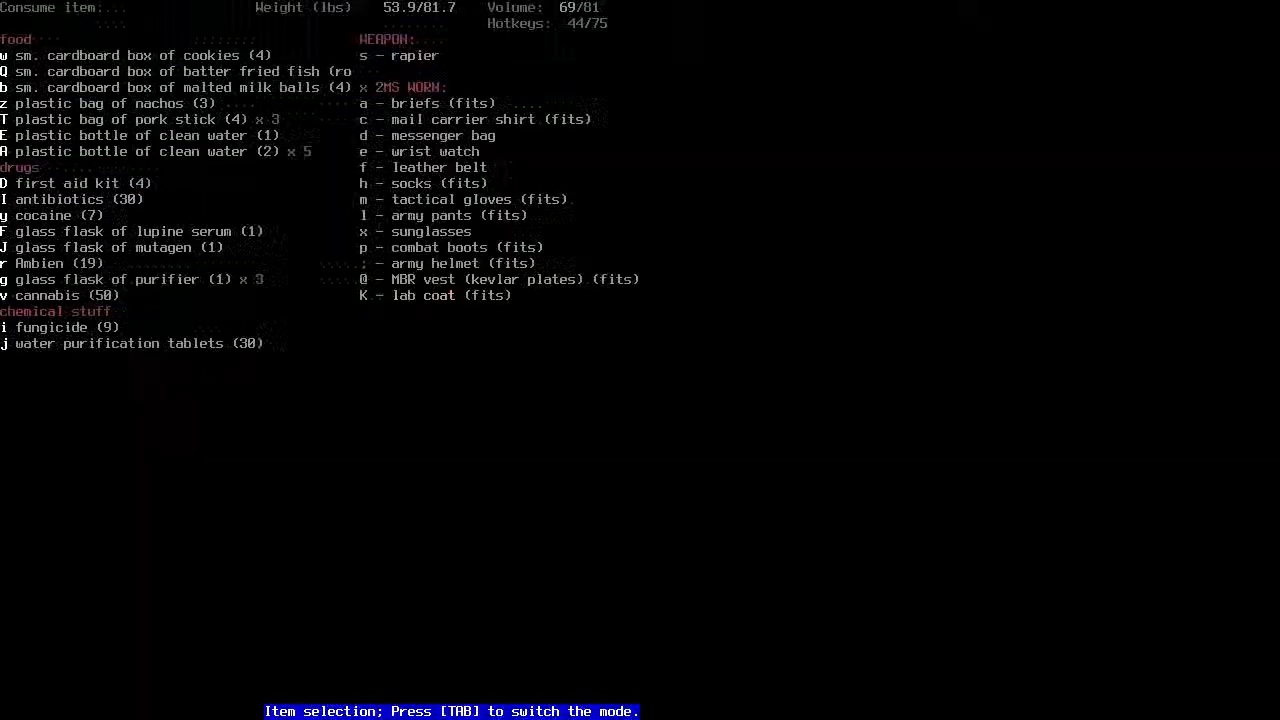 Consume item: Weight (lbs) 53.9/81.7 Volume: 69/81
Hotkeys: 44/75
food WEAPON:
w sm. cardboard box of cookies (4) s - rapier
Q sm. cardboard box of batter fried fish (ro
b sm. cardboard box of malted milk balls (4) x 2MS WORN:
z plastic bag of nachos (3) a - briefs (fits)
T plastic bag of pork stick (4) x 3 c - mail carrier shirt (fits)
E plastic bottle of clean water (1) d - messenger bag
A plastic bottle of clean water (2) x 5 e - wrist watch
drugs f - leather belt
D first aid kit (4) h - socks (fits)
I antibiotics (30) m - tactical gloves (fits)
y cocaine (7) l - army pants (fits)
F glass flask of lupine serum (1) x - sunglasses
J glass flask of mutagen (1) p - combat boots (fits)
r Ambien (19) ; - army helmet (fits)
g glass flask of purifier (1) x 3 @ - MBR vest (kevlar plates) (fits)
v cannabis (50) K - lab coat (fits)
chemical stuff
i fungicide (9)
j water purification tablets (30)
Item selection; Press [TAB] to switch the mode.